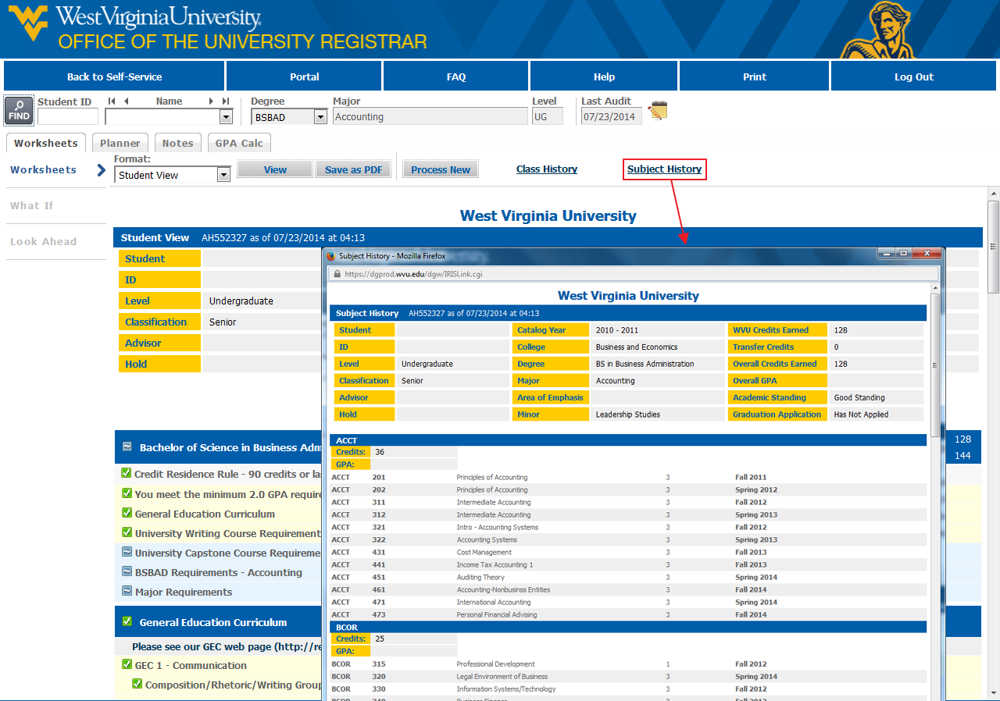 WestVirginiaUniversity.
OFFICE OF THE UNIVERSITY REGISTRAR
Back to Self-Service Portal FAQ Help Print Log Out
FIND Student ID Name Degree Major Level Last Audit
BSBAD Accounting UG 07/23/2014
Worksheets Planner Notes GPA Calc
Worksheets Format: Student View View Save as PDF Process New Class History Subject History
What If
Look Ahead
West Virginia University
Student View AH552327 as of 07/23/2014 at 04:13
Student
ID
Level Undergraduate
Classification Senior
Advisor
Hold
Bachelor of Science in Business Adm 128
144
Credit Residence Rule - 90 credits or la
You meet the minimum 2.0 GPA require
General Education Curriculum
University Writing Course Requirement
University Capstone Course Requireme
BSBAD Requirements - Accounting
Major Requirements
General Education Curriculum
Please see our GEC web page (http://re
GEC 1 - Communication
Composition/Rhetoric/Writing Group
Subject History - Mozilla Firefox
https://dgprod.wvu.edu/dgw/IRISLink.cgi
West Virginia University
Subject History AH552327 as of 07/23/2014 at 04:13
Student Catalog Year 2010 - 2011 WVU Credits Earned 128
ID College Business and Economics Transfer Credits 0
Level Undergraduate Degree BS in Business Administration Overall Credits Earned 128
Classification Senior Major Accounting Overall GPA
Advisor Area of Emphasis Academic Standing Good Standing
Hold Minor Leadership Studies Graduation Application Has Not Applied
ACCT
Credits: 36
GPA:
ACCT 201 Principles of Accounting 3 Fall 2011
ACCT 202 Principles of Accounting 3 Spring 2012
ACCT 311 Intermediate Accounting 3 Fall 2012
ACCT 312 Intermediate Accounting 3 Spring 2013
ACCT 321 Intro - Accounting Systems 3 Fall 2012
ACCT 322 Accounting Systems 3 Spring 2013
ACCT 431 Cost Management 3 Fall 2013
ACCT 441 Income Tax Accounting 1 3 Fall 2013
ACCT 451 Auditing Theory 3 Spring 2014
ACCT 461 Accounting-Nonbusinss Entities 3 Fall 2014
ACCT 471 International Accounting 3 Spring 2014
ACCT 473 Personal Financial Advising 3 Fall 2014
BCOR
Credits: 25
GPA:
BCOR 315 Professional Development 1 Fall 2012
BCOR 320 Legal Environment of Business 3 Spring 2014
BCOR 330 Information Systems/Technology 3 Fall 2012